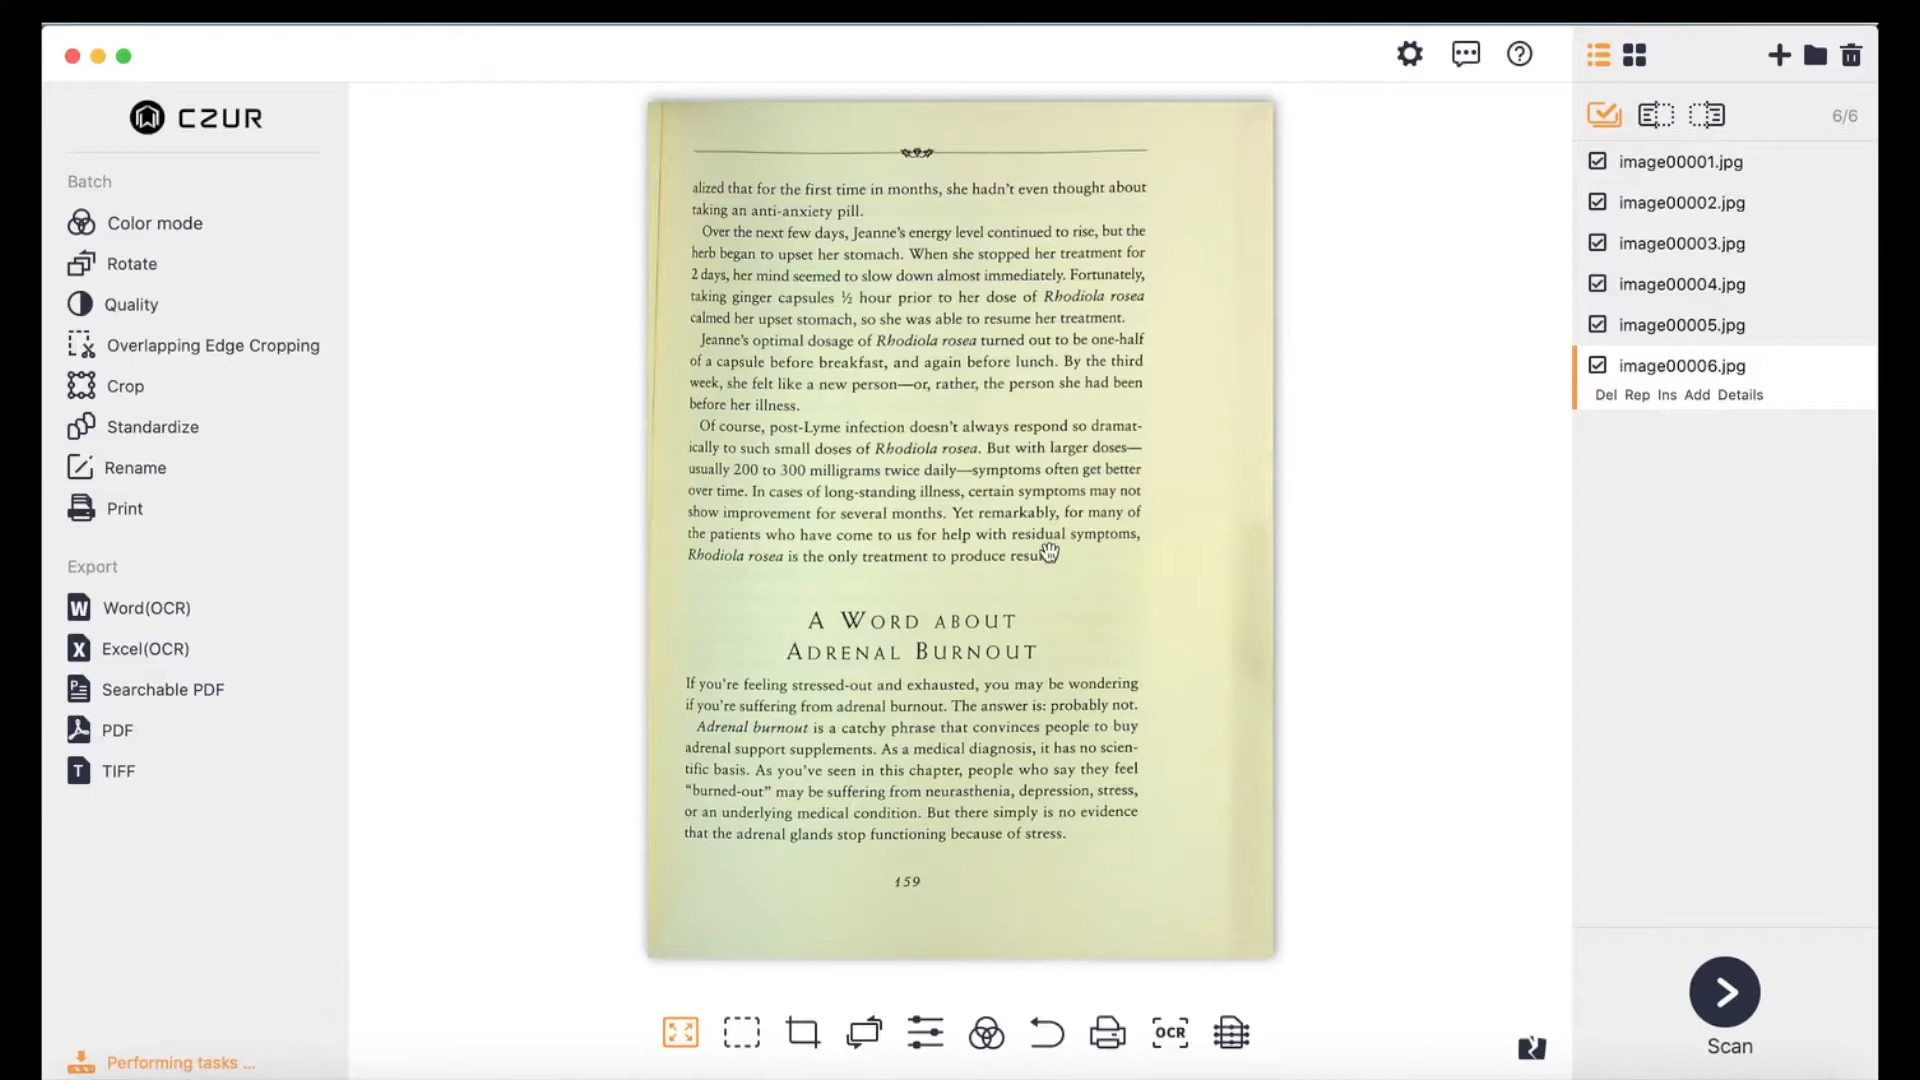 CZUR
Batch
Color mode
Rotate
Quality
Overlapping Edge Cropping
Crop
Standardize
Rename
Print
Export
Word(OCR)
Excel(OCR)
Searchable PDF
PDF
TIFF
Performing tasks ...
alized that for the first time in months, she hadn't even thought about
taking an anti-anxiety pill.
Over the next few days, Jeanne's energy level continued to rise, but the
herb began to upset her stomach. When she stopped her treatment for
2 days, her mind seemed to slow down almost immediately. Fortunately,
taking ginger capsules ½ hour prior to her dose of Rhodiola rosea
calmed her upset stomach, so she was able to resume her treatment.
Jeanne's optimal dosage of Rhodiola rosea turned out to be one-half
of a capsule before breakfast, and again before lunch. By the third
week, she felt like a new person—or, rather, the person she had been
before her illness.
Of course, post-Lyme infection doesn't always respond so dramat-
ically to such small doses of Rhodiola rosea. But with larger doses—
usually 200 to 300 milligrams twice daily—symptoms often get better
over time. In cases of long-standing illness, certain symptoms may not
show improvement for several months. Yet remarkably, for many of
the patients who have come to us for help with residual symptoms,
Rhodiola rosea is the only treatment to produce
A WORD ABOUT
ADRENAL BURNOUT
If you're feeling stressed-out and exhausted, you may be wondering
if you're suffering from adrenal burnout. The answer is: probably not.
Adrenal burnout is a catchy phrase that convinces people to buy
adrenal support supplements. As a medical diagnosis, it has no scien-
tific basis. As you've seen in this chapter, people who say they feel
"burned-out" may be suffering from neurasthenia, depression, stress,
or an underlying medical condition. But there simply is no evidence
that the adrenal glands stop functioning because of stress.
159
OCR
6/6
image00001.jpg
image00002.jpg
image00003.jpg
image00004.jpg
image00005.jpg
image00006.jpg
Del Rep Ins Add Details
Scan